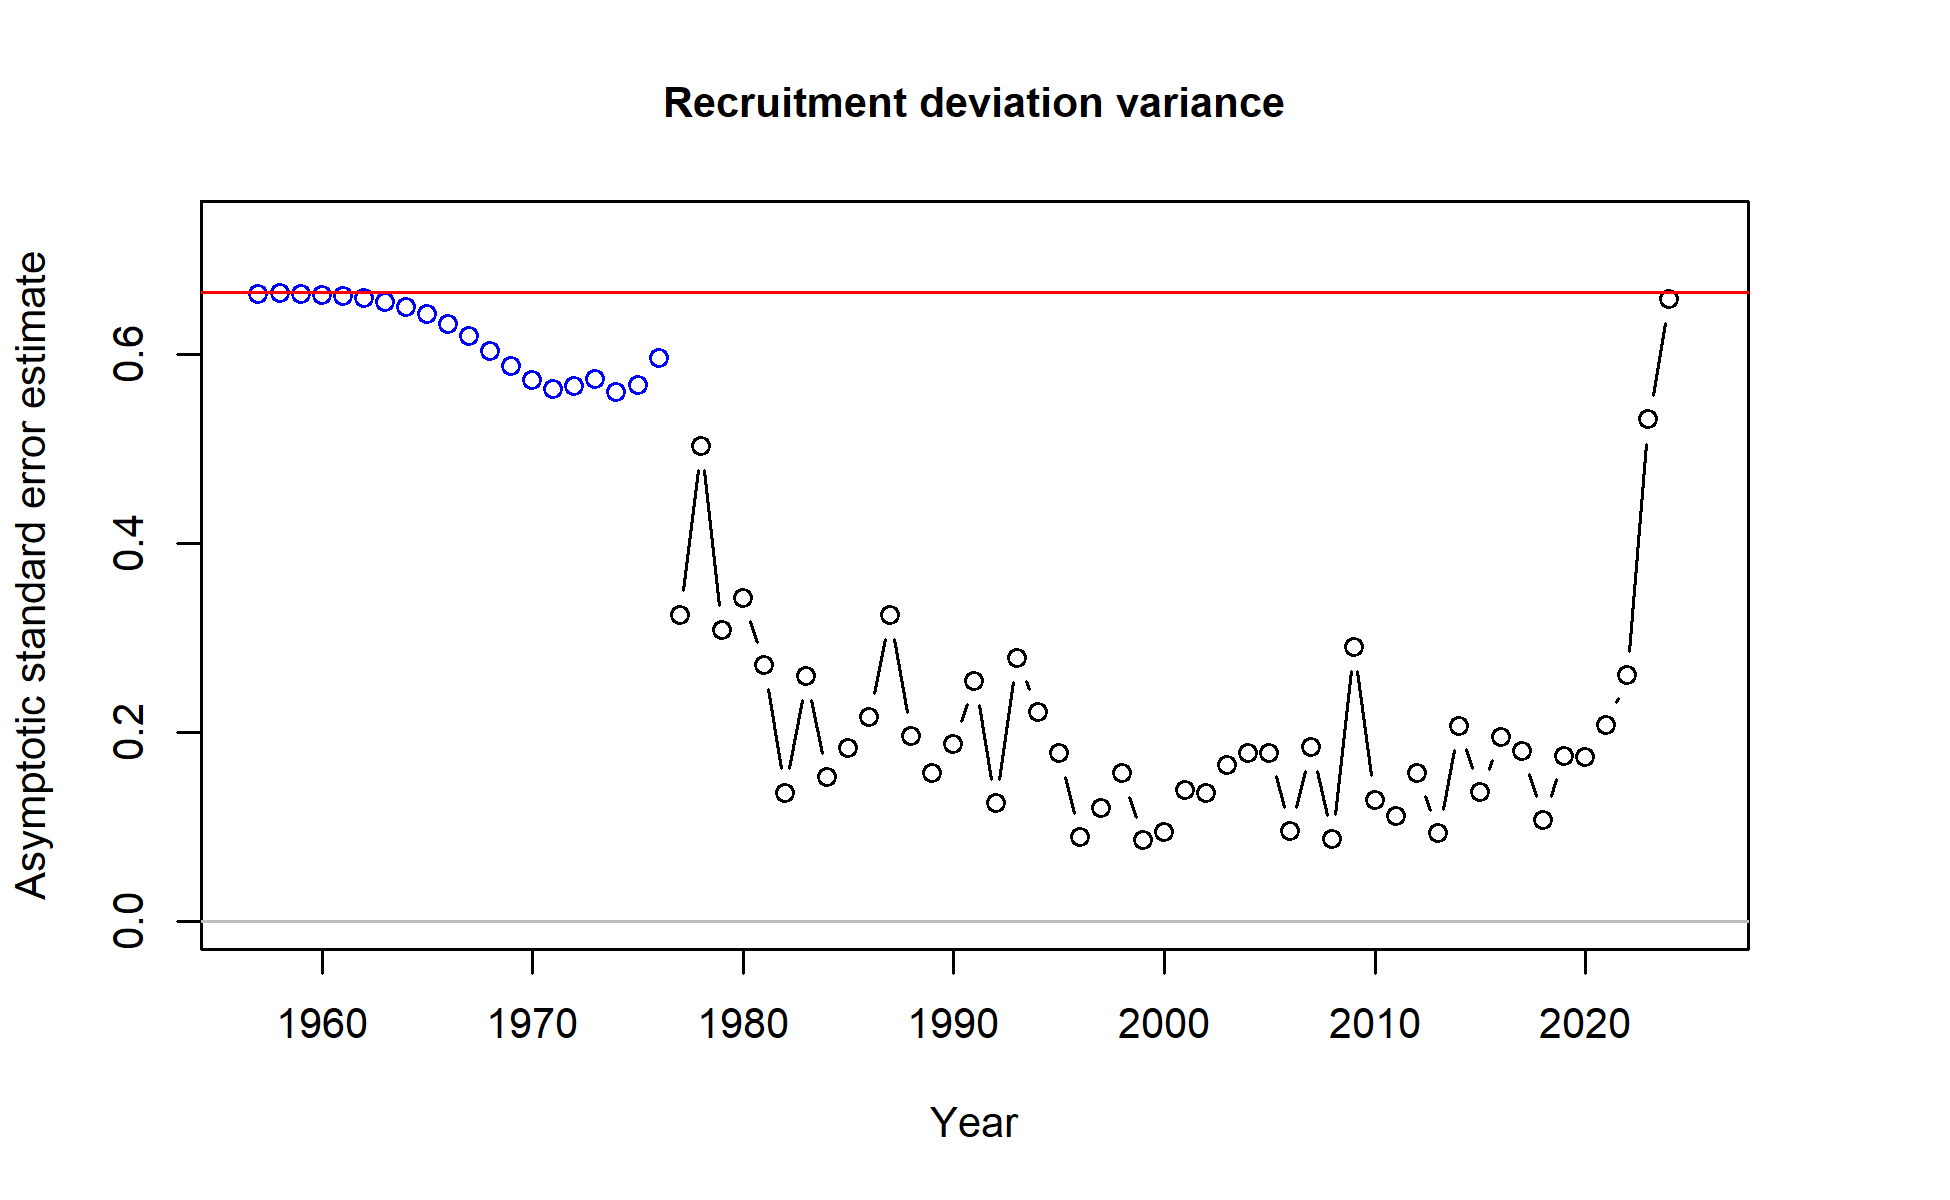 Recruitment deviation variance
Asymptotic standard error estimate
0.6
0.4
0.2
0.0
1960 1970 1980 1990 2000 2010 2020
Year